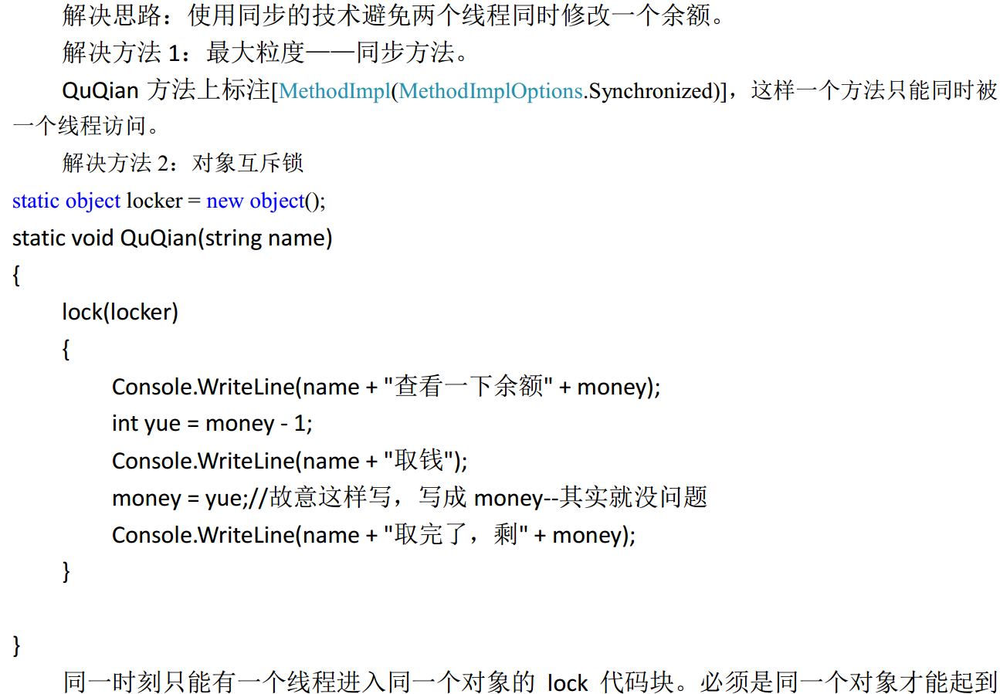 解决思路：使用同步的技术避免两个线程同时修改一个余额。
解决方法 1：最大粒度——同步方法。
QuQian 方法上标注[MethodImpl(MethodImplOptions.Synchronized)]，这样一个方法只能同时被
一个线程访问。
解决方法 2：对象互斥锁
static object locker = new object();
static void QuQian(string name)
{
lock(locker)
{
Console.WriteLine(name + "查看一下余额" + money);
int yue = money - 1;
Console.WriteLine(name + "取钱");
money = yue;//故意这样写，写成 money--其实就没问题
Console.WriteLine(name + "取完了，剩" + money);
}
}
同一时刻只能有一个线程进入同一个对象的 lock 代码块。必须是同一个对象才能起到